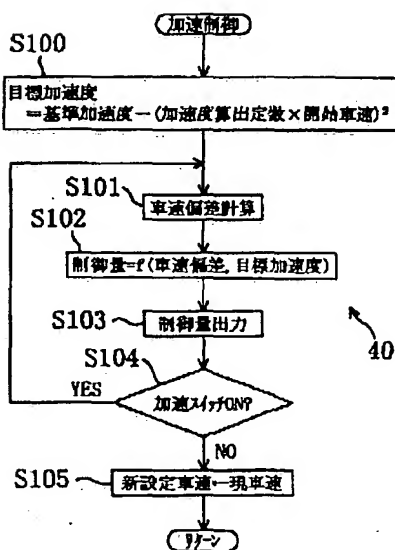 加速制御
S100
目標加速度
=基準加速度-(加速度算出定数×開始車速)²
S101
車速偏差計算
S102
制御量=f(車速偏差,目標加速度)
S103
制御量出力
40
S104
YES
加速スイッチON?
NO
S105
新設定車速←現車速
リターン